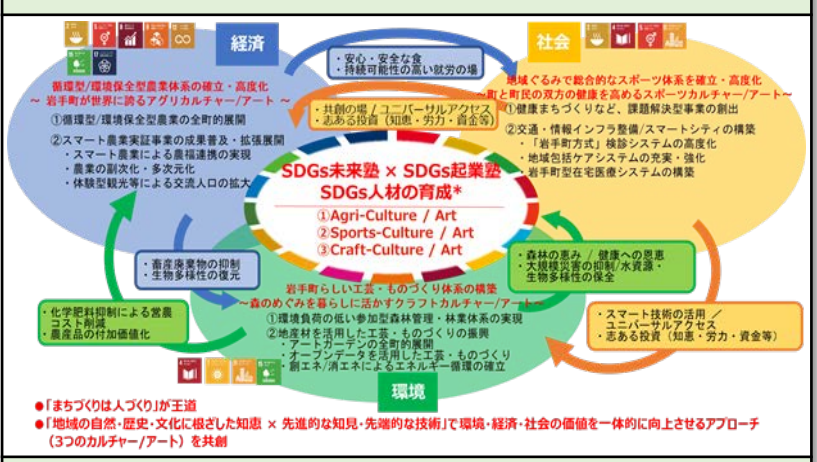 経済
・安心・安全な食
・持続可能性の高い就労の場
社会
循環型/環境保全型農業体系の確立・高度化
~ 岩手町が世界に誇るアグリカルチャー/アート ~
①循環型/環境保全型農業の全町的展開
②スマート農業実証事業の成果普及・拡張展開
・スマート農業による農福連携の実現
・農業の副次化・多次元化
・体験型観光等による交流人口の拡大
・共創の場 / ユニバーサルアクセス
・志ある投資(知恵・労力・資金等)
地域ぐるみで総合的なスポーツ体系を確立・高度化
~町と町民の双方の健康を高めるスポーツカルチャー/アート~
①健康まちづくりなど、課題解決型事業の創出
②交通・情報インフラ整備/スマートシティの構築
・「岩手町方式」検診システムの高度化
・地域包括ケアシステムの充実・強化
・岩手町型在宅医療システムの構築
SDGs未来塾 × SDGs起業塾
SDGs人材の育成*
①Agri-Culture / Art
②Sports-Culture / Art
③Craft-Culture / Art
・畜産廃棄物の抑制
・生物多様性の復元
・森林の恵み / 健康への恩恵
・大規模災害の抑制/水資源・
生物多様性の保全
・化学肥料抑制による営農
コスト削減
・農産品の付加価値化
岩手町らしい工芸・ものづくり体系の構築
~森のめぐみを暮らしに活かすクラフトカルチャー/アート~
①環境負荷の低い参加型森林管理・林業体系の実現
②地産材を活用した工芸・ものづくりの振興
・アートガーデンの全町的展開
・オープンデータを活用した工芸・ものづくり
・創エネ/消エネによるエネルギー循環の確立
・スマート技術の活用 /
ユニバーサルアクセス
・志ある投資(知恵・労力・資金等)
環境
●「まちづくりは人づくり」が王道
●「地域の自然・歴史・文化に根ざした知恵 × 先進的な知見・先端的な技術」で環境・経済・社会の価値を一体的に向上させるアプローチ
(3つのカルチャー/アート)を共創